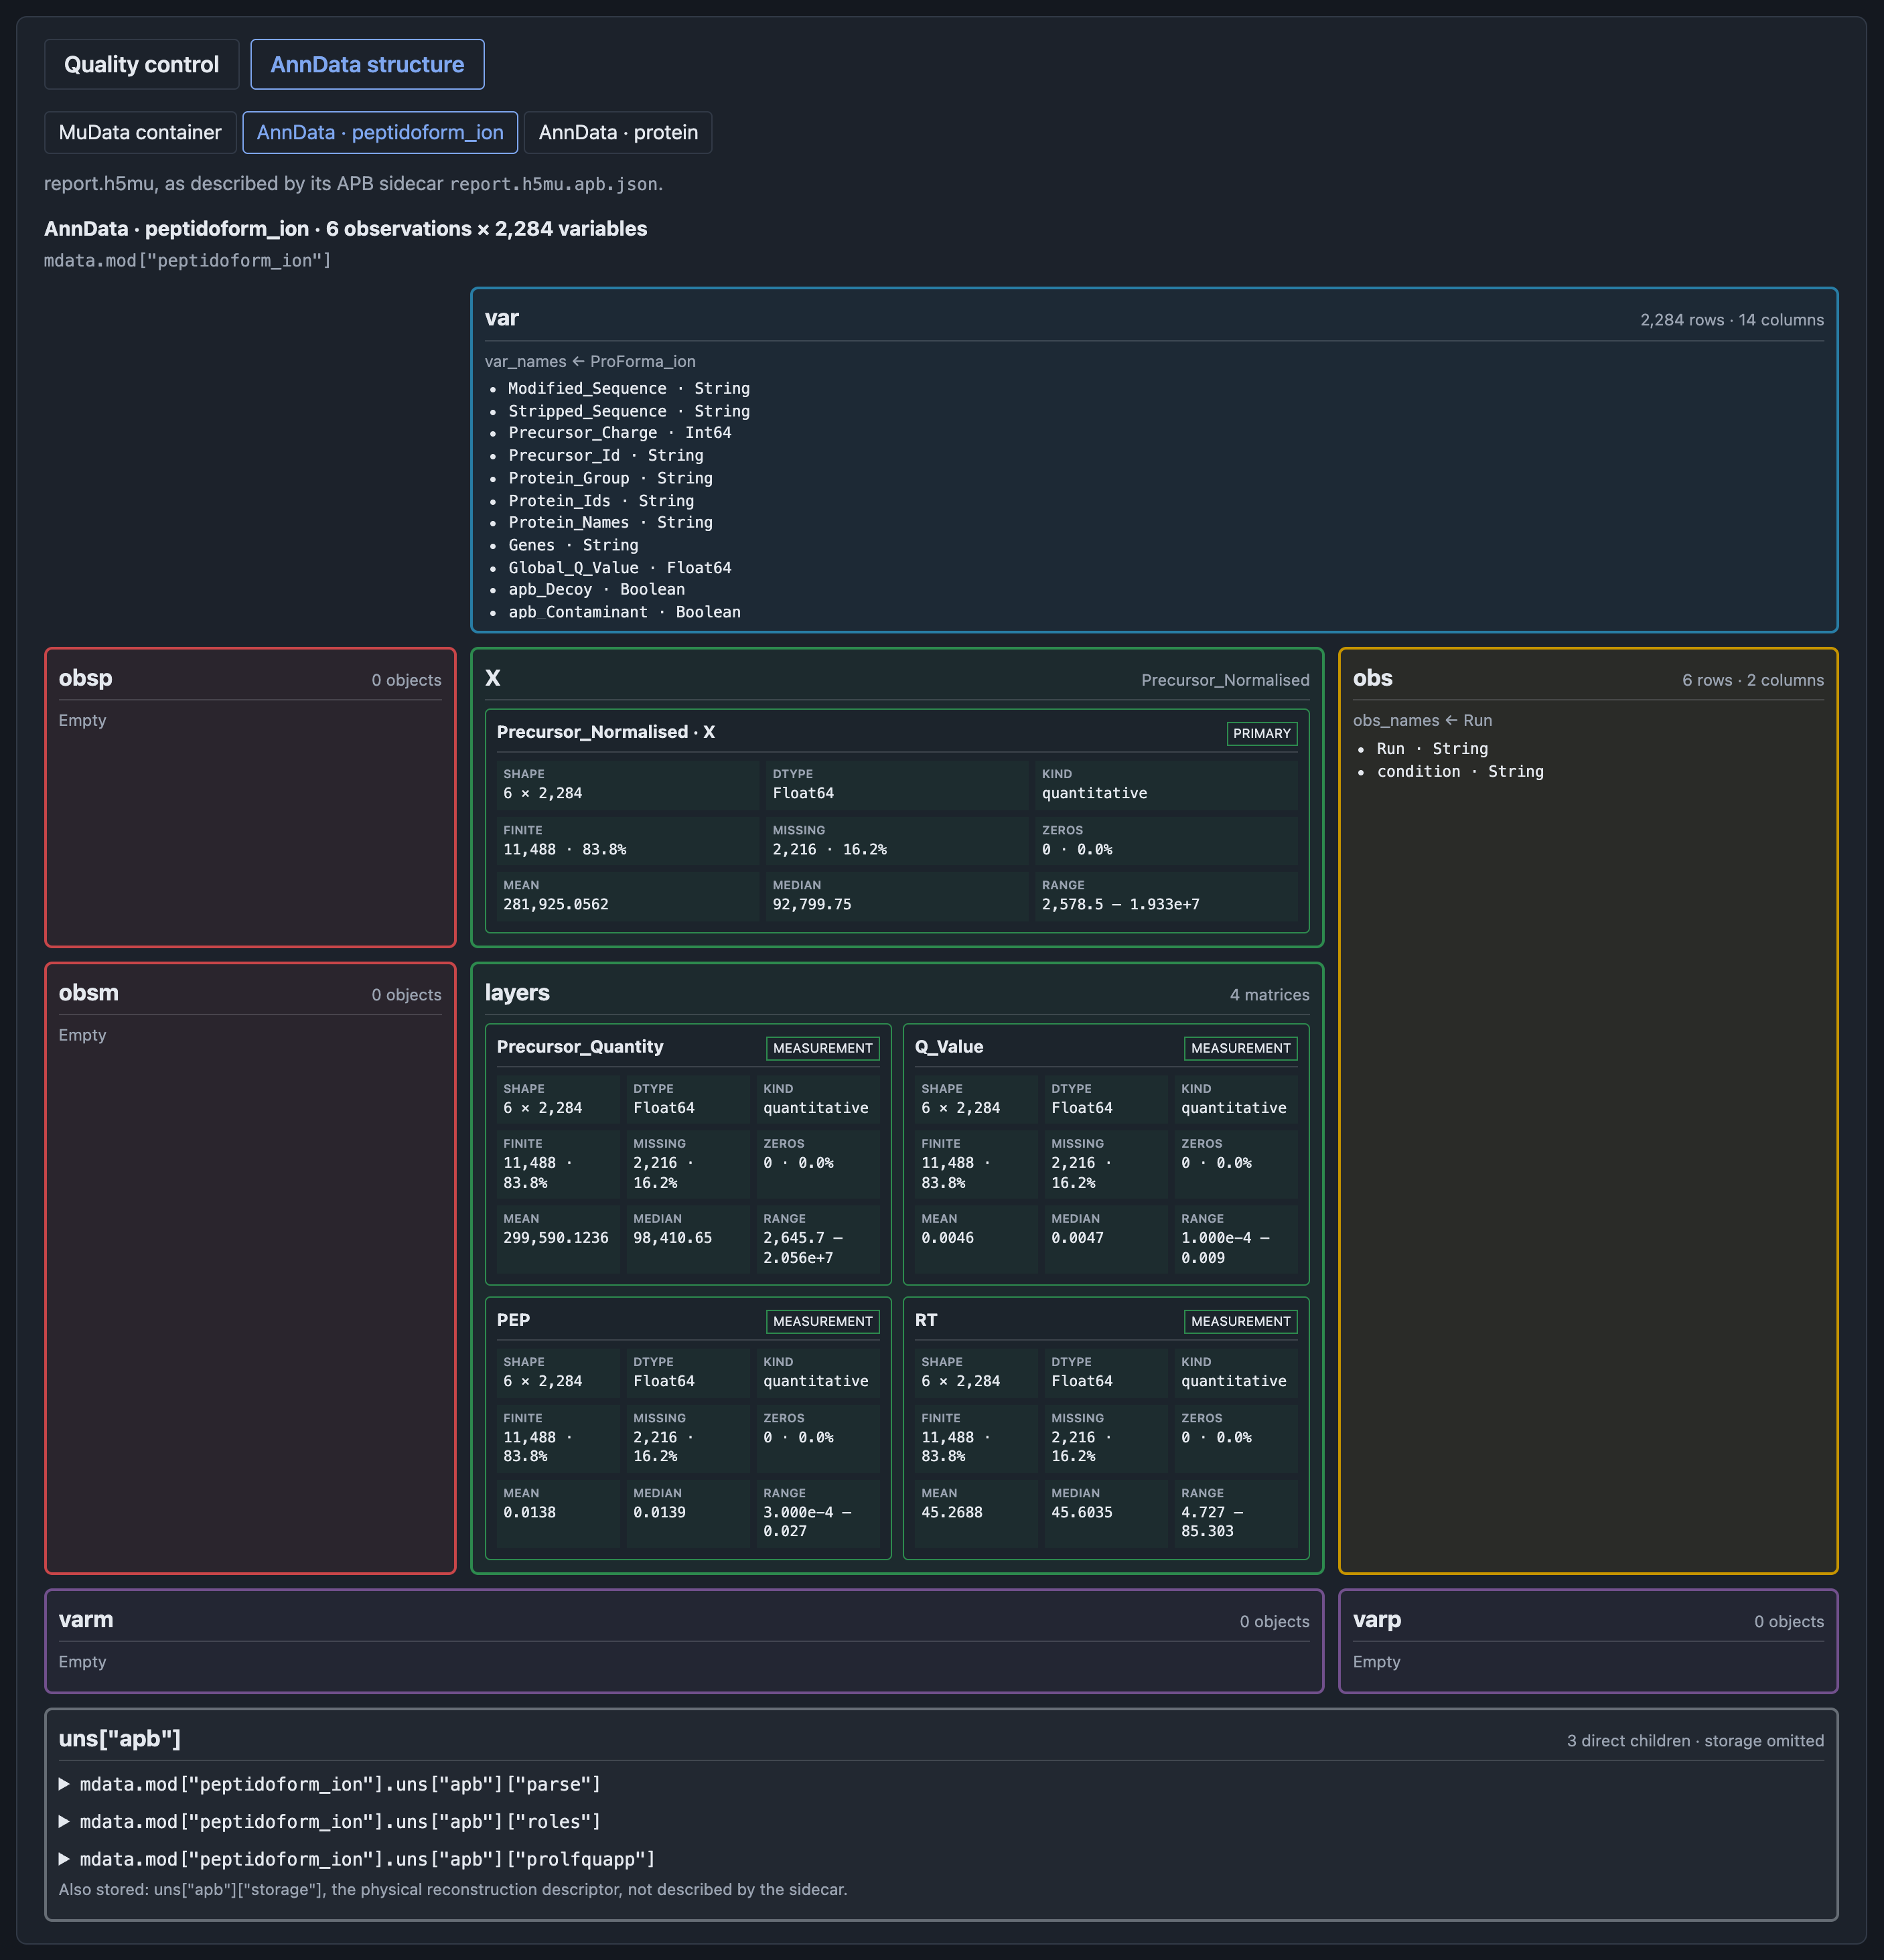 Quality control
AnnData structure
MuData container
AnnData · peptidoform_ion
AnnData · protein
report.h5mu, as described by its APB sidecar report.h5mu.apb.json.
AnnData · peptidoform_ion · 6 observations × 2,284 variables
mdata.mod["peptidoform_ion"]
var
2,284 rows · 14 columns
var_names ← ProForma_ion
• Modified_Sequence · String
• Stripped_Sequence · String
• Precursor_Charge · Int64
• Precursor_Id · String
• Protein_Group · String
• Protein_Ids · String
• Protein_Names · String
• Genes · String
• Global_Q_Value · Float64
• apb_Decoy · Boolean
• apb_Contaminant · Boolean
obsp
0 objects
Empty
X
Precursor_Normalised
Precursor_Normalised · X
PRIMARY
SHAPE
6 × 2,284
DTYPE
Float64
KIND
quantitative
FINITE
11,488 · 83.8%
MISSING
2,216 · 16.2%
ZEROS
0 · 0.0%
MEAN
281,925.0562
MEDIAN
92,799.75
RANGE
2,578.5 – 1.933e+7
obs
6 rows · 2 columns
obs_names ← Run
• Run · String
• condition · String
obsm
0 objects
Empty
layers
4 matrices
Precursor_Quantity
MEASUREMENT
SHAPE
6 × 2,284
DTYPE
Float64
KIND
quantitative
FINITE
11,488 ·
83.8%
MISSING
2,216 ·
16.2%
ZEROS
0 · 0.0%
MEAN
299,590.1236
MEDIAN
98,410.65
RANGE
2,645.7 –
2.056e+7
Q_Value
MEASUREMENT
SHAPE
6 × 2,284
DTYPE
Float64
KIND
quantitative
FINITE
11,488 ·
83.8%
MISSING
2,216 ·
16.2%
ZEROS
0 · 0.0%
MEAN
0.0046
MEDIAN
0.0047
RANGE
1.000e−4 –
0.009
PEP
MEASUREMENT
SHAPE
6 × 2,284
DTYPE
Float64
KIND
quantitative
FINITE
11,488 ·
83.8%
MISSING
2,216 ·
16.2%
ZEROS
0 · 0.0%
MEAN
0.0138
MEDIAN
0.0139
RANGE
3.000e−4 –
0.027
RT
MEASUREMENT
SHAPE
6 × 2,284
DTYPE
Float64
KIND
quantitative
FINITE
11,488 ·
83.8%
MISSING
2,216 ·
16.2%
ZEROS
0 · 0.0%
MEAN
45.2688
MEDIAN
45.6035
RANGE
4.727 –
85.303
varm
0 objects
Empty
varp
0 objects
Empty
uns["apb"]
3 direct children · storage omitted
▶ mdata.mod["peptidoform_ion"].uns["apb"]["parse"]
▶ mdata.mod["peptidoform_ion"].uns["apb"]["roles"]
▶ mdata.mod["peptidoform_ion"].uns["apb"]["prolfquapp"]
Also stored: uns["apb"]["storage"], the physical reconstruction descriptor, not described by the sidecar.